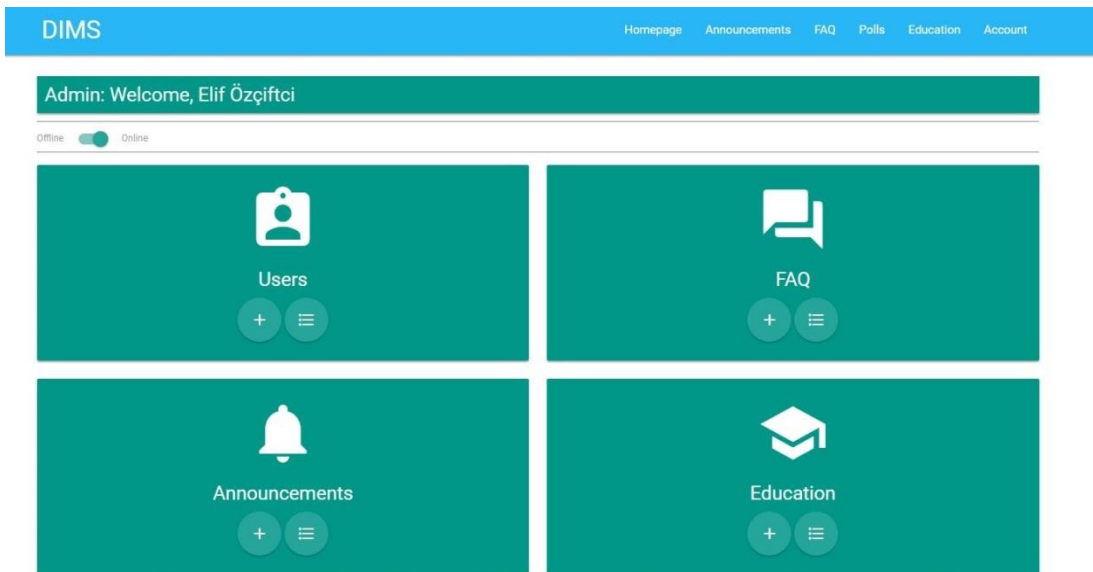 DIMS
Homepage Announcements FAQ Polls Education Account
Admin: Welcome, Elif Özçiftci
Offline Online
Users
FAQ
Announcements
Education